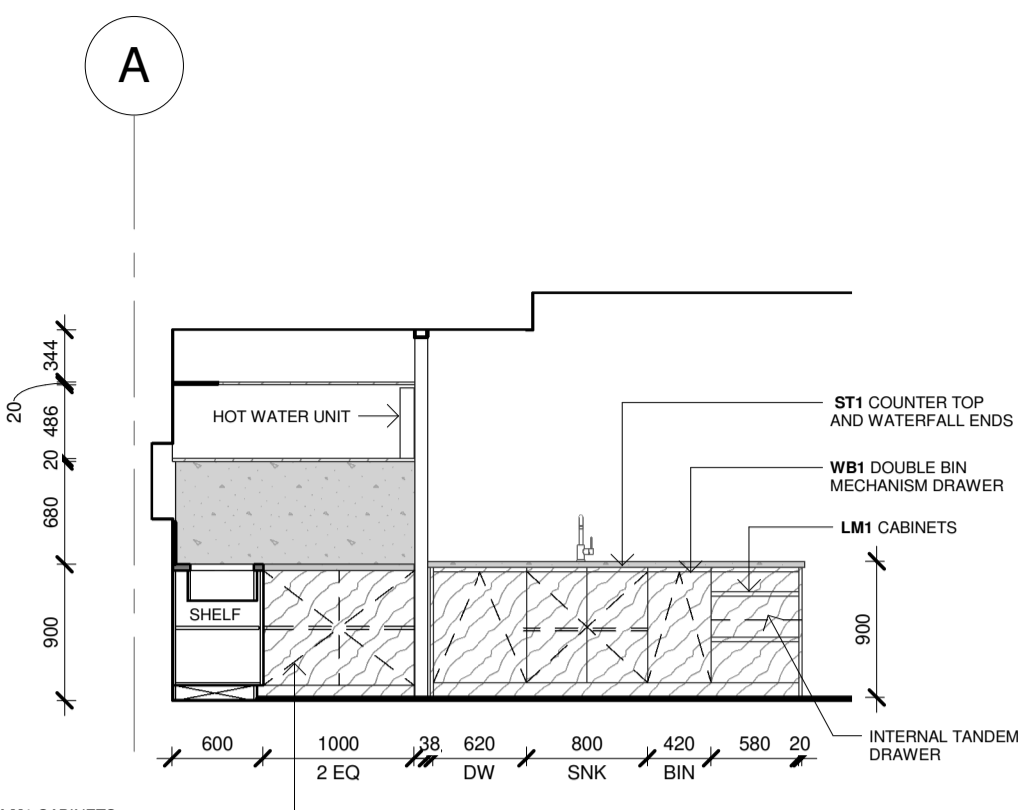 A
344
20
486
20
680
900
HOT WATER UNIT
SHELF
ST1 COUNTER TOP
AND WATERFALL ENDS
WB1 DOUBLE BIN
MECHANISM DRAWER
LM1 CABINETS
900
INTERNAL TANDEM
DRAWER
600 1000 38 620 800 420 580 20
2 EQ DW SNK BIN